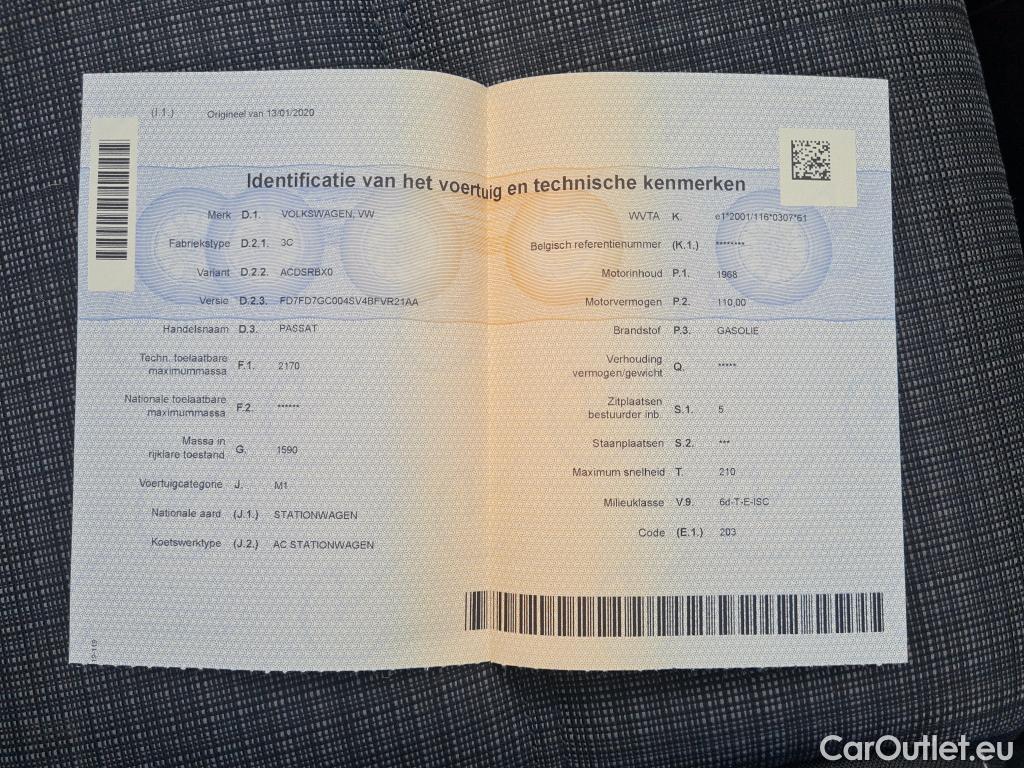 (I.1.) Origineel van 13/01/2020
Identificatie van het voertuig en technische kenmerken
Merk D.1. VOLKSWAGEN, VW
Fabriekstype D.2.1. 3C
Variant D.2.2. ACDSRBX0
Versie D.2.3. FD7FD7GC004SV4BFVR21AA
Handelsnaam D.3. PASSAT
Techn. toelaatbare
maximummassa F.1. 2170
Nationale toelaatbare
maximummassa F.2. ******
Massa in
rijklare toestand G. 1590
Voertuigcategorie J. M1
Nationale aard (J.1.) STATIONWAGEN
Koetswerktype (J.2.) AC STATIONWAGEN
WVTA K. e1*2001/116*0307*61
Belgisch referentienummer (K.1.) ********
Motorinhoud P.1. 1968
Motorvermogen P.2. 110,00
Brandstof P.3. GASOLIE
Verhouding
vermogen/gewicht Q. *****
Zitplaatsen
bestuurder inb. S.1. 5
Staanplaatsen S.2. ***
Maximum snelheid T. 210
Milieuklasse V.9. 6d-T-E-ISC
Code (E.1.) 203
CarOutlet.eu